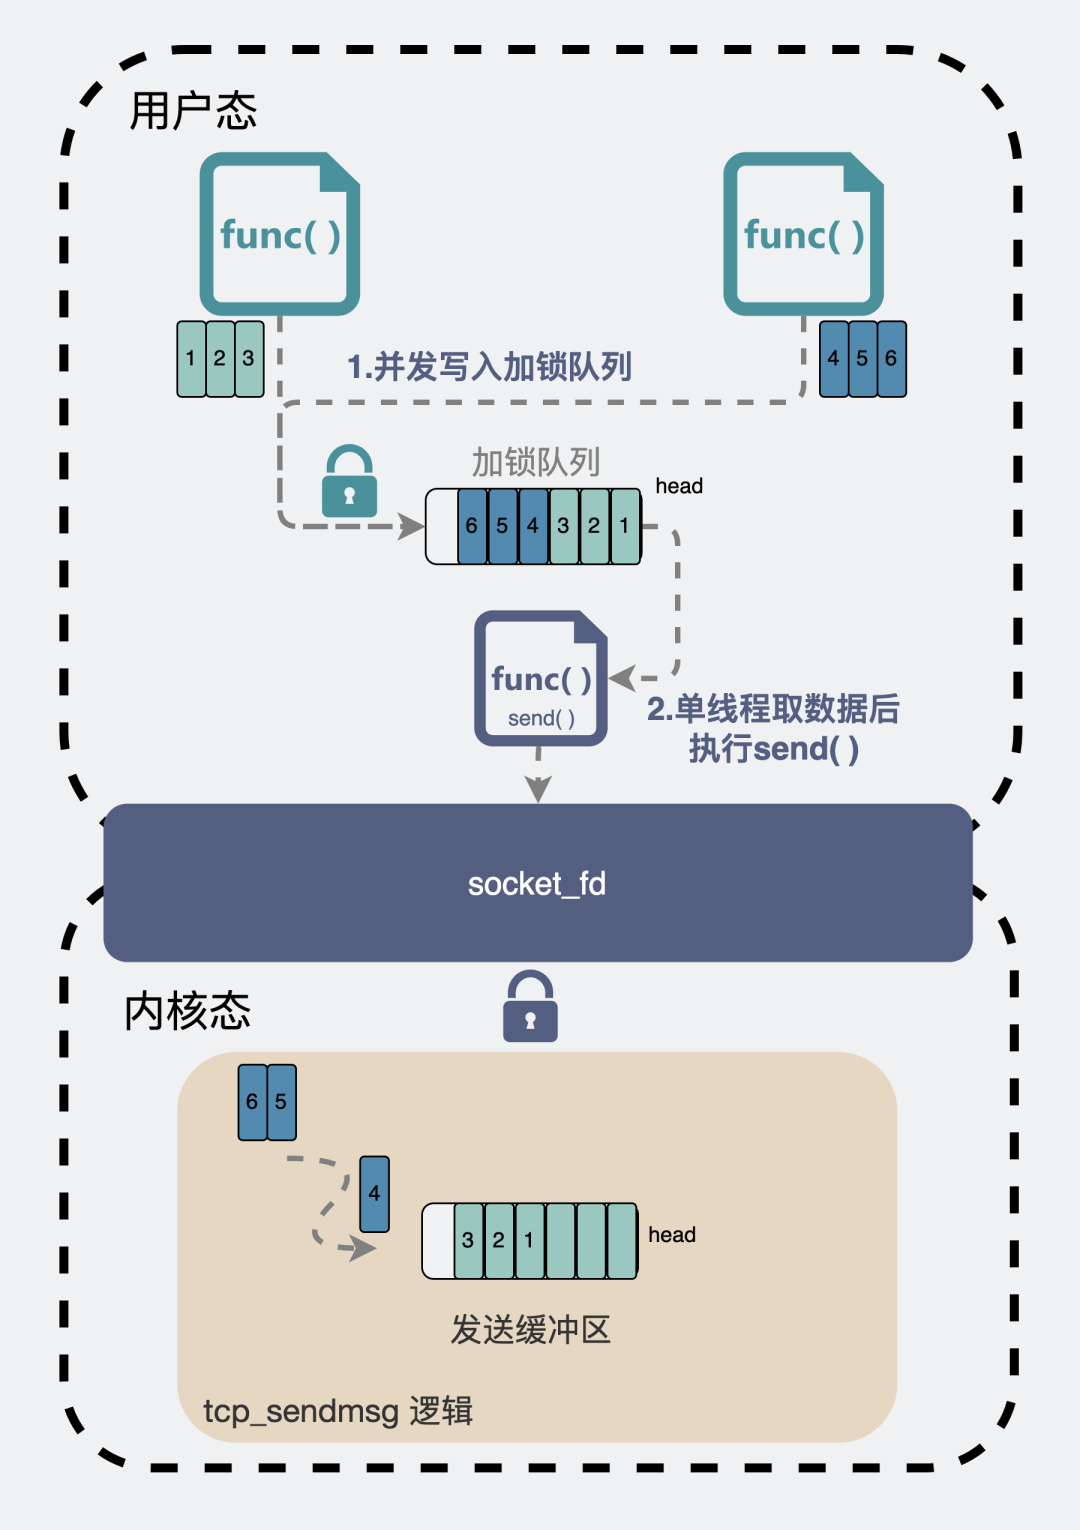 用户态
func( )
func( )
1 2 3
1.并发写入加锁队列
4 5 6
加锁队列
head
6 5 4 3 2 1
func( )
send( )
2.单线程取数据后
执行send( )
socket_fd
内核态
6 5
4
3 2 1
head
发送缓冲区
tcp_sendmsg 逻辑